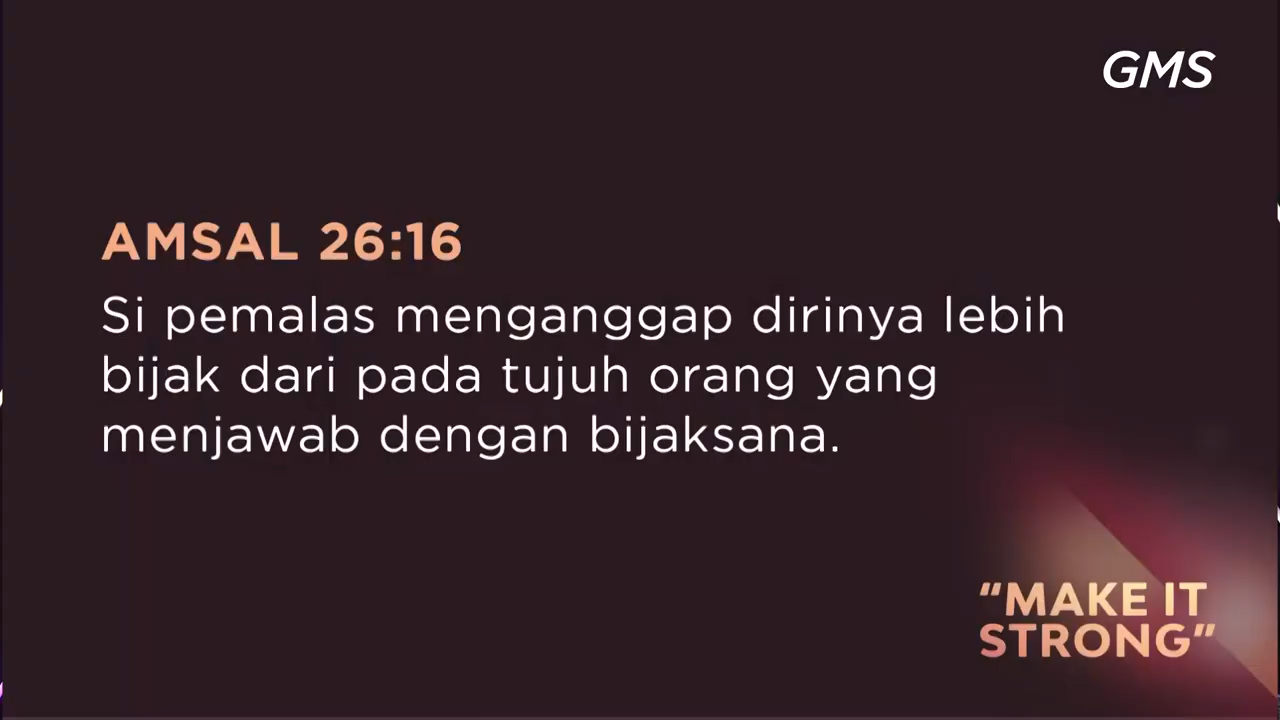 GMS
AMSAL 26:16
Si pemalas menganggap dirinya lebih
bijak dari pada tujuh orang yang
menjawab dengan bijaksana.
“MAKE IT
STRONG”